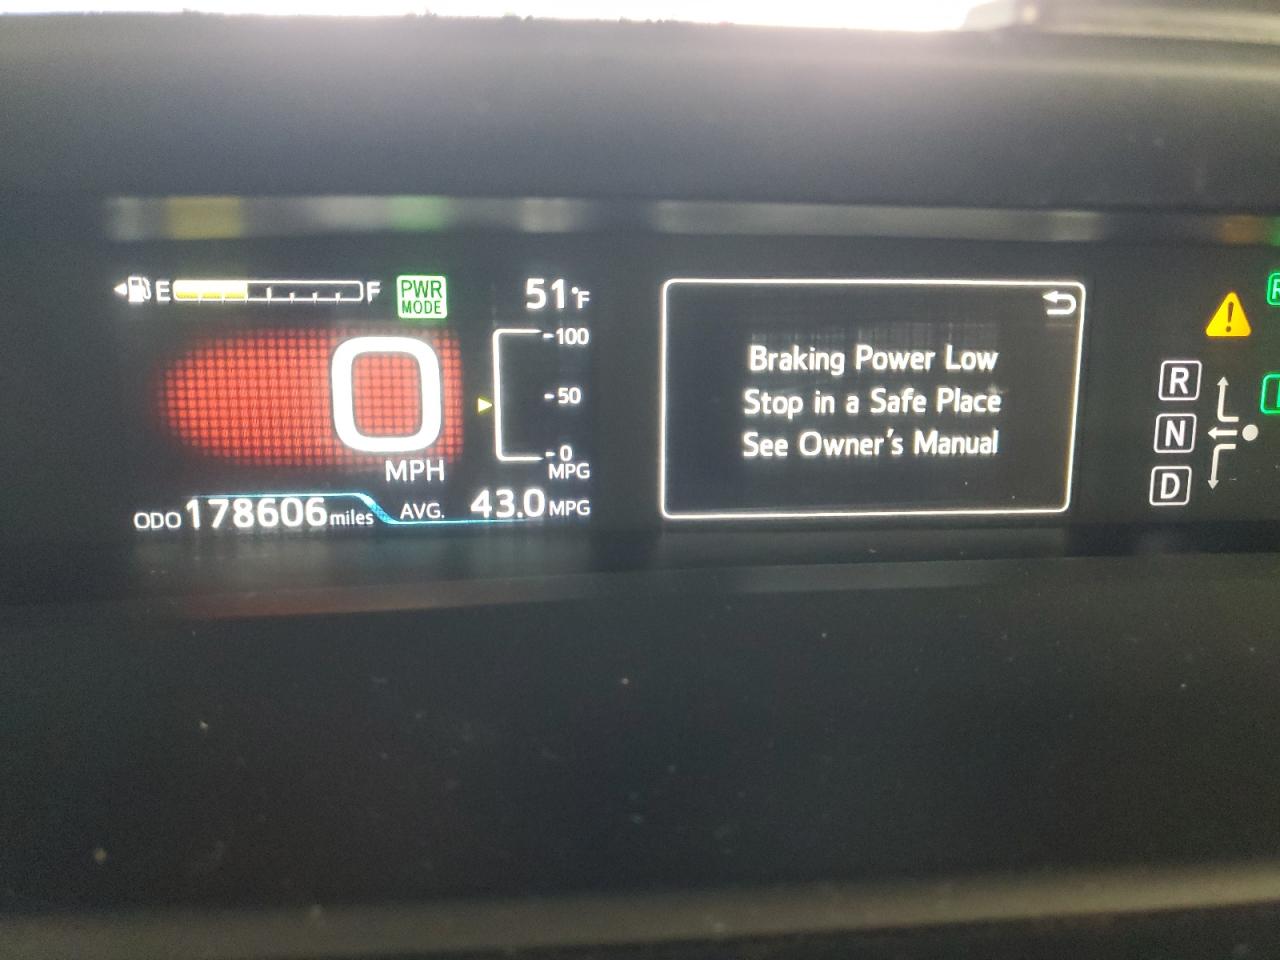 E F
PWR
MODE
51°F
100
50
0
MPG
0
MPH
ODO 178606 miles
AVG. 43.0 MPG
Braking Power Low
Stop in a Safe Place
See Owner's Manual
!
R
N
D